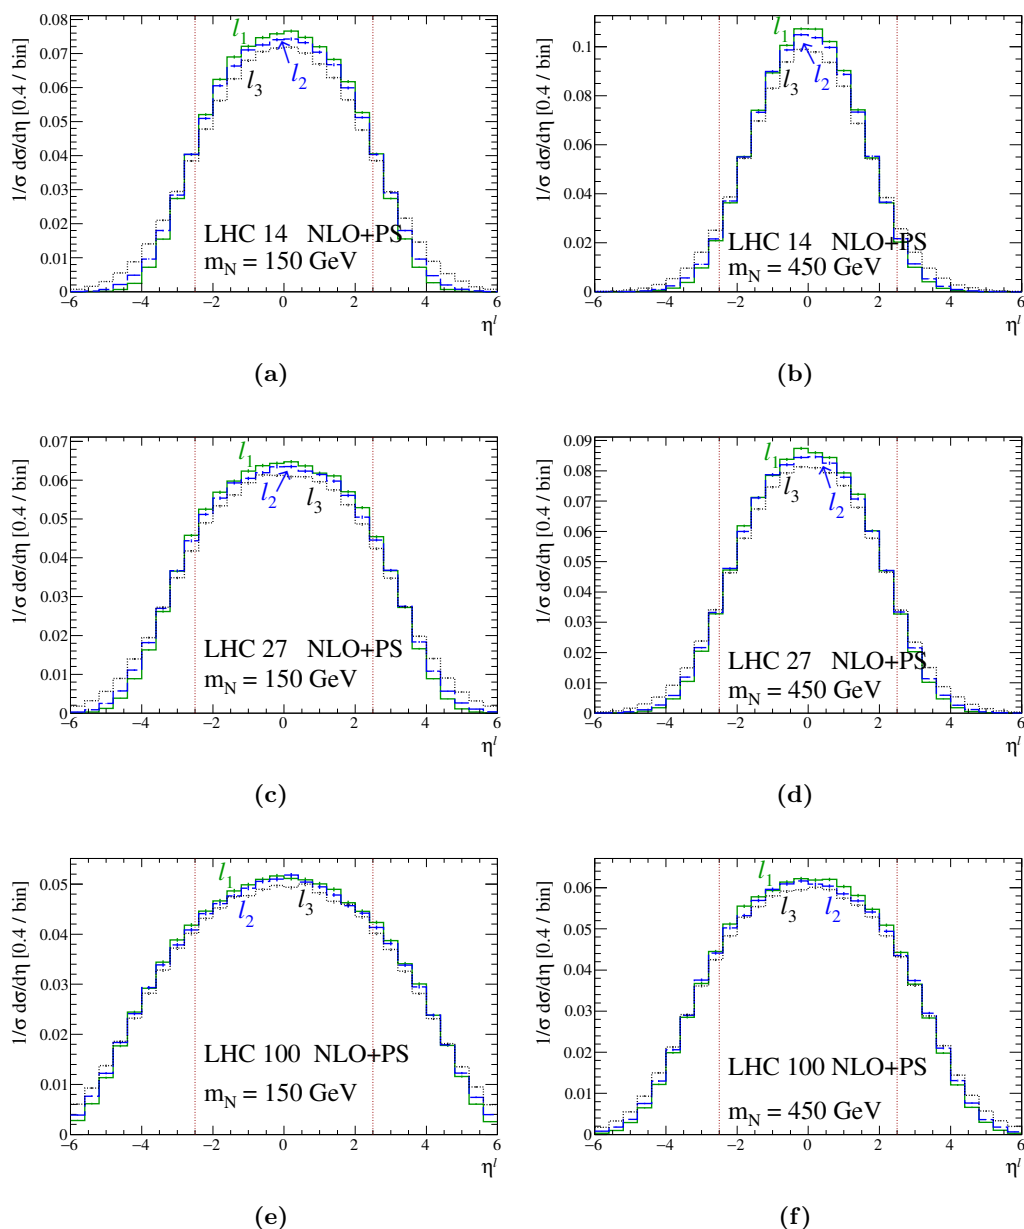 1/σ dσ/dη [0.4 / bin]
0.08
0.07
0.06
0.05
0.04
0.03
0.02
0.01
0
l1
l2
l3
LHC 14 NLO+PS
mN = 150 GeV
−6 −4 −2 0 2 4 6
ηl
(a)
1/σ dσ/dη [0.4 / bin]
0.1
0.08
0.06
0.04
0.02
0
l1
l3
l2
LHC 14 NLO+PS
mN = 450 GeV
−6 −4 −2 0 2 4 6
ηl
(b)
1/σ dσ/dη [0.4 / bin]
0.07
0.06
0.05
0.04
0.03
0.02
0.01
0
l1
l2
l3
LHC 27 NLO+PS
mN = 150 GeV
−6 −4 −2 0 2 4 6
ηl
(c)
1/σ dσ/dη [0.4 / bin]
0.09
0.08
0.07
0.06
0.05
0.04
0.03
0.02
0.01
0
l1
l3
l2
LHC 27 NLO+PS
mN = 450 GeV
−6 −4 −2 0 2 4 6
ηl
(d)
1/σ dσ/dη [0.4 / bin]
0.05
0.04
0.03
0.02
0.01
0
l1
l2
l3
LHC 100 NLO+PS
mN = 150 GeV
−6 −4 −2 0 2 4 6
ηl
(e)
1/σ dσ/dη [0.4 / bin]
0.06
0.05
0.04
0.03
0.02
0.01
0
l1
l3
l2
LHC 100 NLO+PS
mN = 450 GeV
−6 −4 −2 0 2 4 6
ηl
(f)